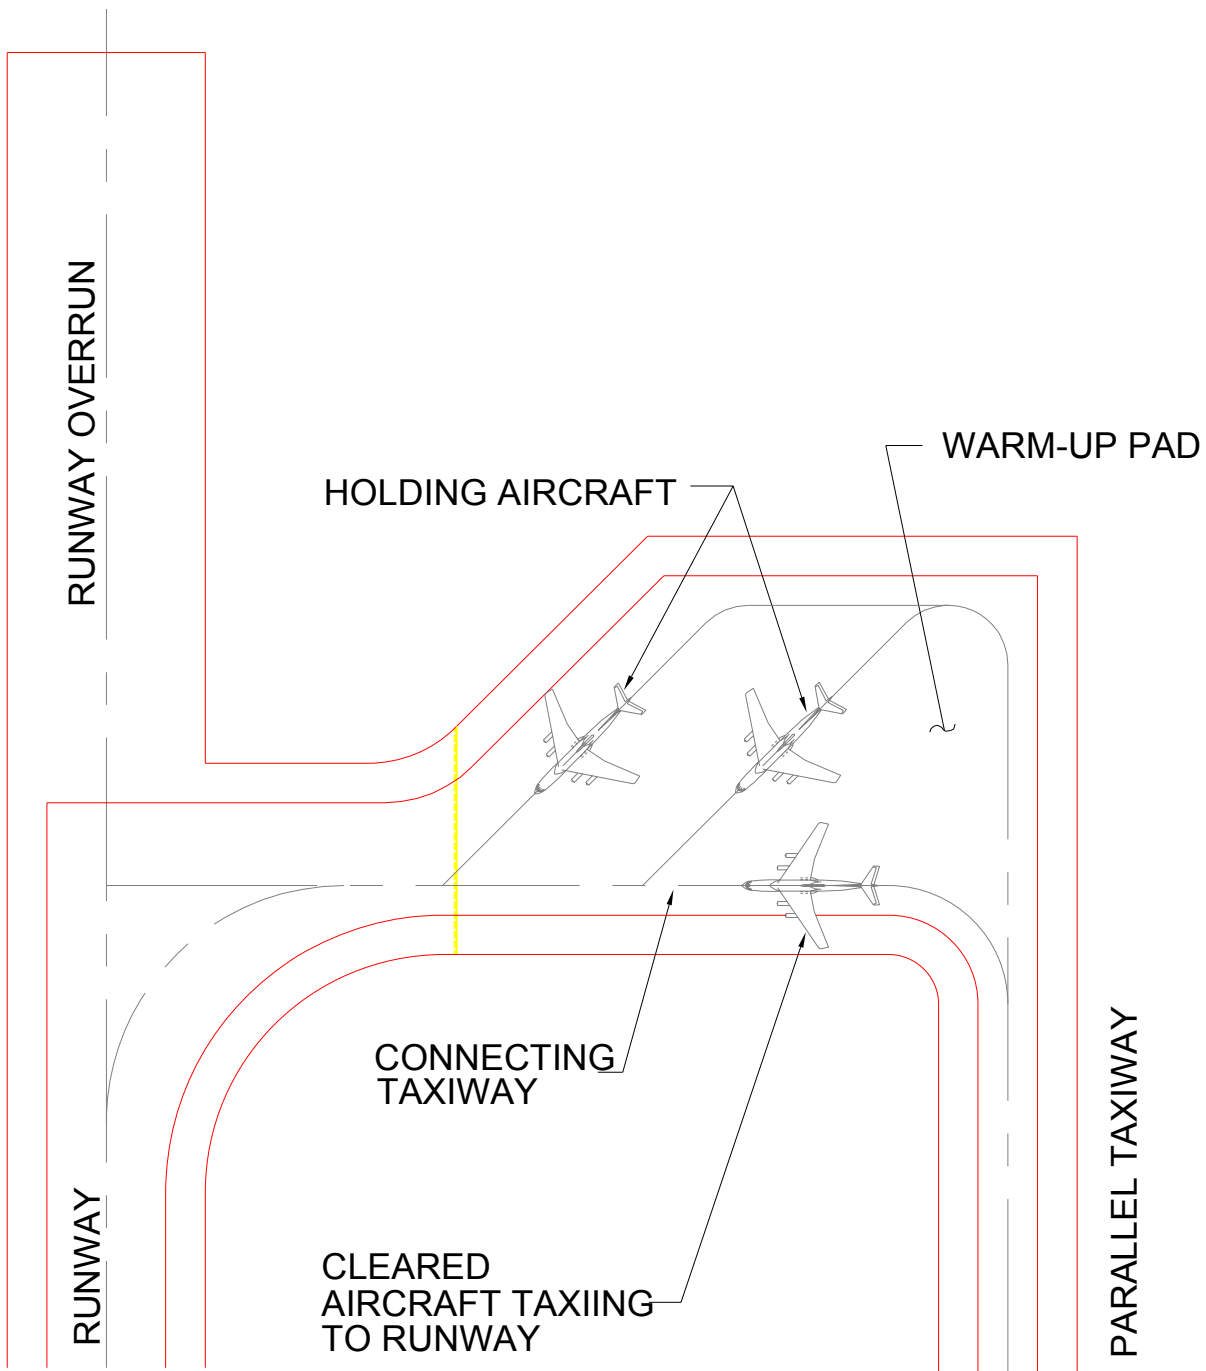 RUNWAY OVERRUN
WARM-UP PAD
HOLDING AIRCRAFT
CONNECTING
TAXIWAY
PARALLEL TAXIWAY
RUNWAY
CLEARED
AIRCRAFT TAXIING
TO RUNWAY